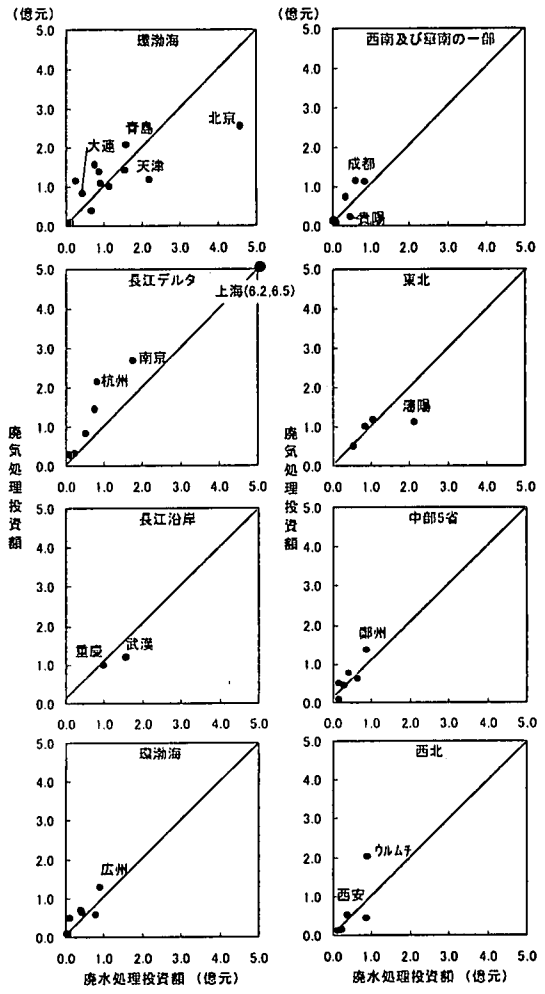 (億元)
(億元)
5.0
4.0
3.0
2.0
1.0
0.0
環渤海
青島
北京
大連
天津
0.0 1.0 2.0 3.0 4.0 5.0
5.0
4.0
3.0
2.0
1.0
0.0
西南及び華南の一部
成都
貴陽
0.0 1.0 2.0 3.0 4.0 5.0
5.0
4.0
3.0
2.0
1.0
0.0
長江デルタ
上海(6.2,6.5)
南京
杭州
0.0 1.0 2.0 3.0 4.0 5.0
5.0
4.0
3.0
2.0
1.0
0.0
東北
瀋陽
0.0 1.0 2.0 3.0 4.0 5.0
廃気処理投資額
廃気処理投資額
5.0
4.0
3.0
2.0
1.0
0.0
長江沿岸
重慶
武漢
0.0 1.0 2.0 3.0 4.0 5.0
5.0
4.0
3.0
2.0
1.0
0.0
中部5省
鄭州
0.0 1.0 2.0 3.0 4.0 5.0
5.0
4.0
3.0
2.0
1.0
0.0
環渤海
広州
0.0 1.0 2.0 3.0 4.0 5.0
廃水処理投資額 (億元)
5.0
4.0
3.0
2.0
1.0
0.0
西北
ウルムチ
西安
0.0 1.0 2.0 3.0 4.0 5.0
廃水処理投資額 (億元)